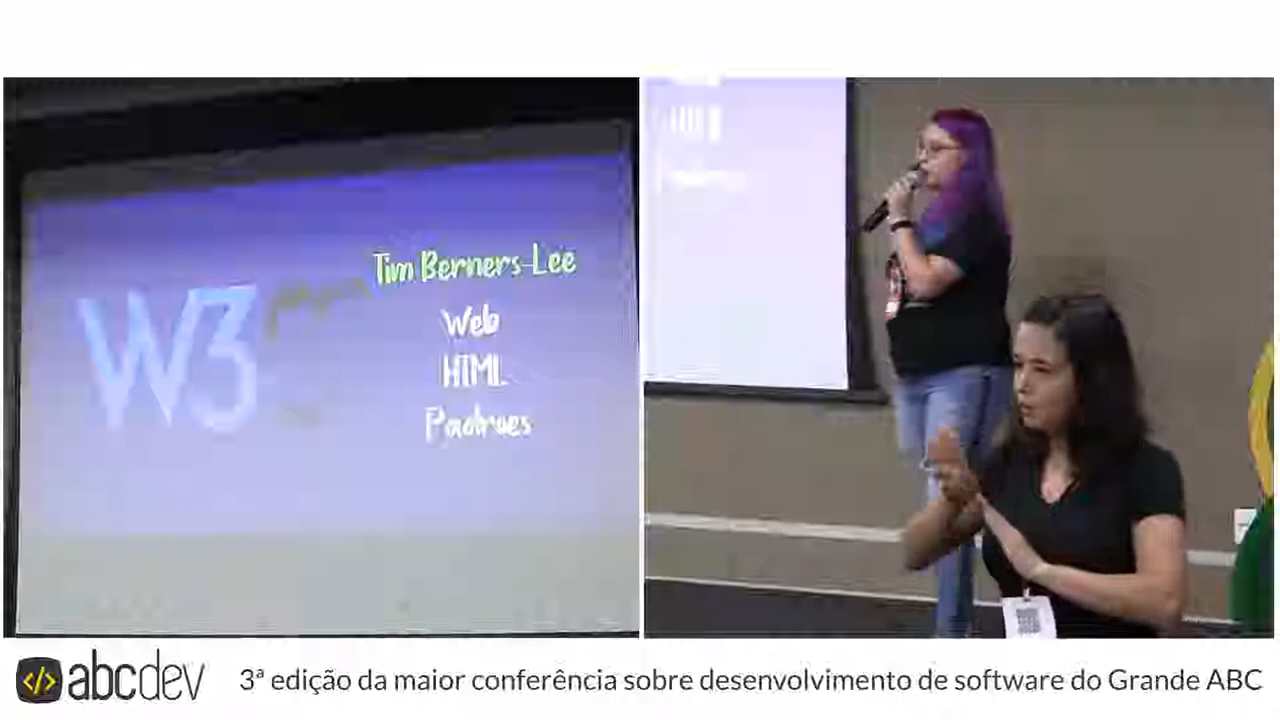 Tim Berners-Lee
W3
Web
HTML
Padroes
</> abcdev
3ª edição da maior conferência sobre desenvolvimento de software do Grande ABC